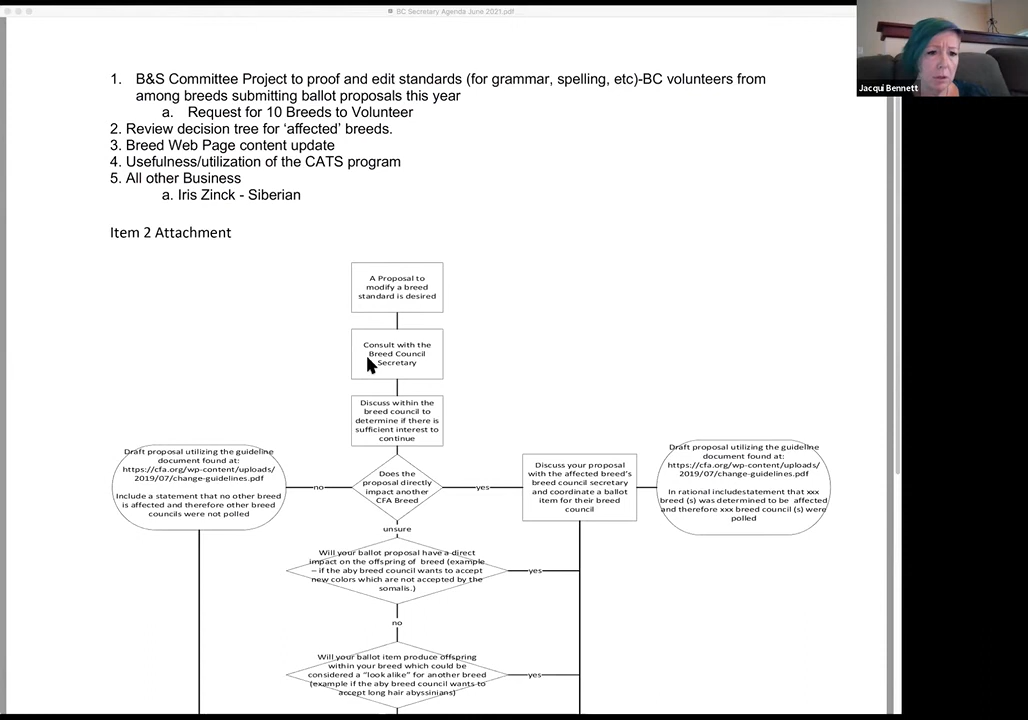 BC Secretary Agenda June 2021.pdf
Jacqui Bennett
1. B&S Committee Project to proof and edit standards (for grammar, spelling, etc)-BC volunteers from
among breeds submitting ballot proposals this year
a. Request for 10 Breeds to Volunteer
2. Review decision tree for ‘affected’ breeds.
3. Breed Web Page content update
4. Usefulness/utilization of the CATS program
5. All other Business
a. Iris Zinck - Siberian
Item 2 Attachment
A Proposal to
modify a breed
standard is desired
Consult with the
Breed Council
Secretary
Discuss within the
breed council to
determine if there is
sufficient interest to
continue
Draft proposal utilizing the guideline
document found at:
https://cfa.org/wp-content/uploads/
2019/07/change-guidelines.pdf
Include a statement that no other breed
is affected and therefore other breed
councils were not polled
no
Does the
proposal directly
impact another
CFA Breed
yes
Discuss your proposal
with the affected breed’s
breed council secretary
and coordinate a ballot
item for their breed
council
Draft proposal utilizing the guideline
document found at:
https://cfa.org/wp-content/uploads/
2019/07/change-guidelines.pdf
In rational includestatement that xxx
breed (s) was determined to be affected
and therefore xxx breed council (s) were
polled
unsure
Will your ballot proposal have a direct
impact on the offspring of breed (example
– if the aby breed council wants to accept
new colors which are not accepted by the
somalis.)
yes
no
Will your ballot item produce offspring
within your breed which could be
considered a “look alike” for another breed
(example if the aby breed council wants to
accept long hair abyssinians)
yes